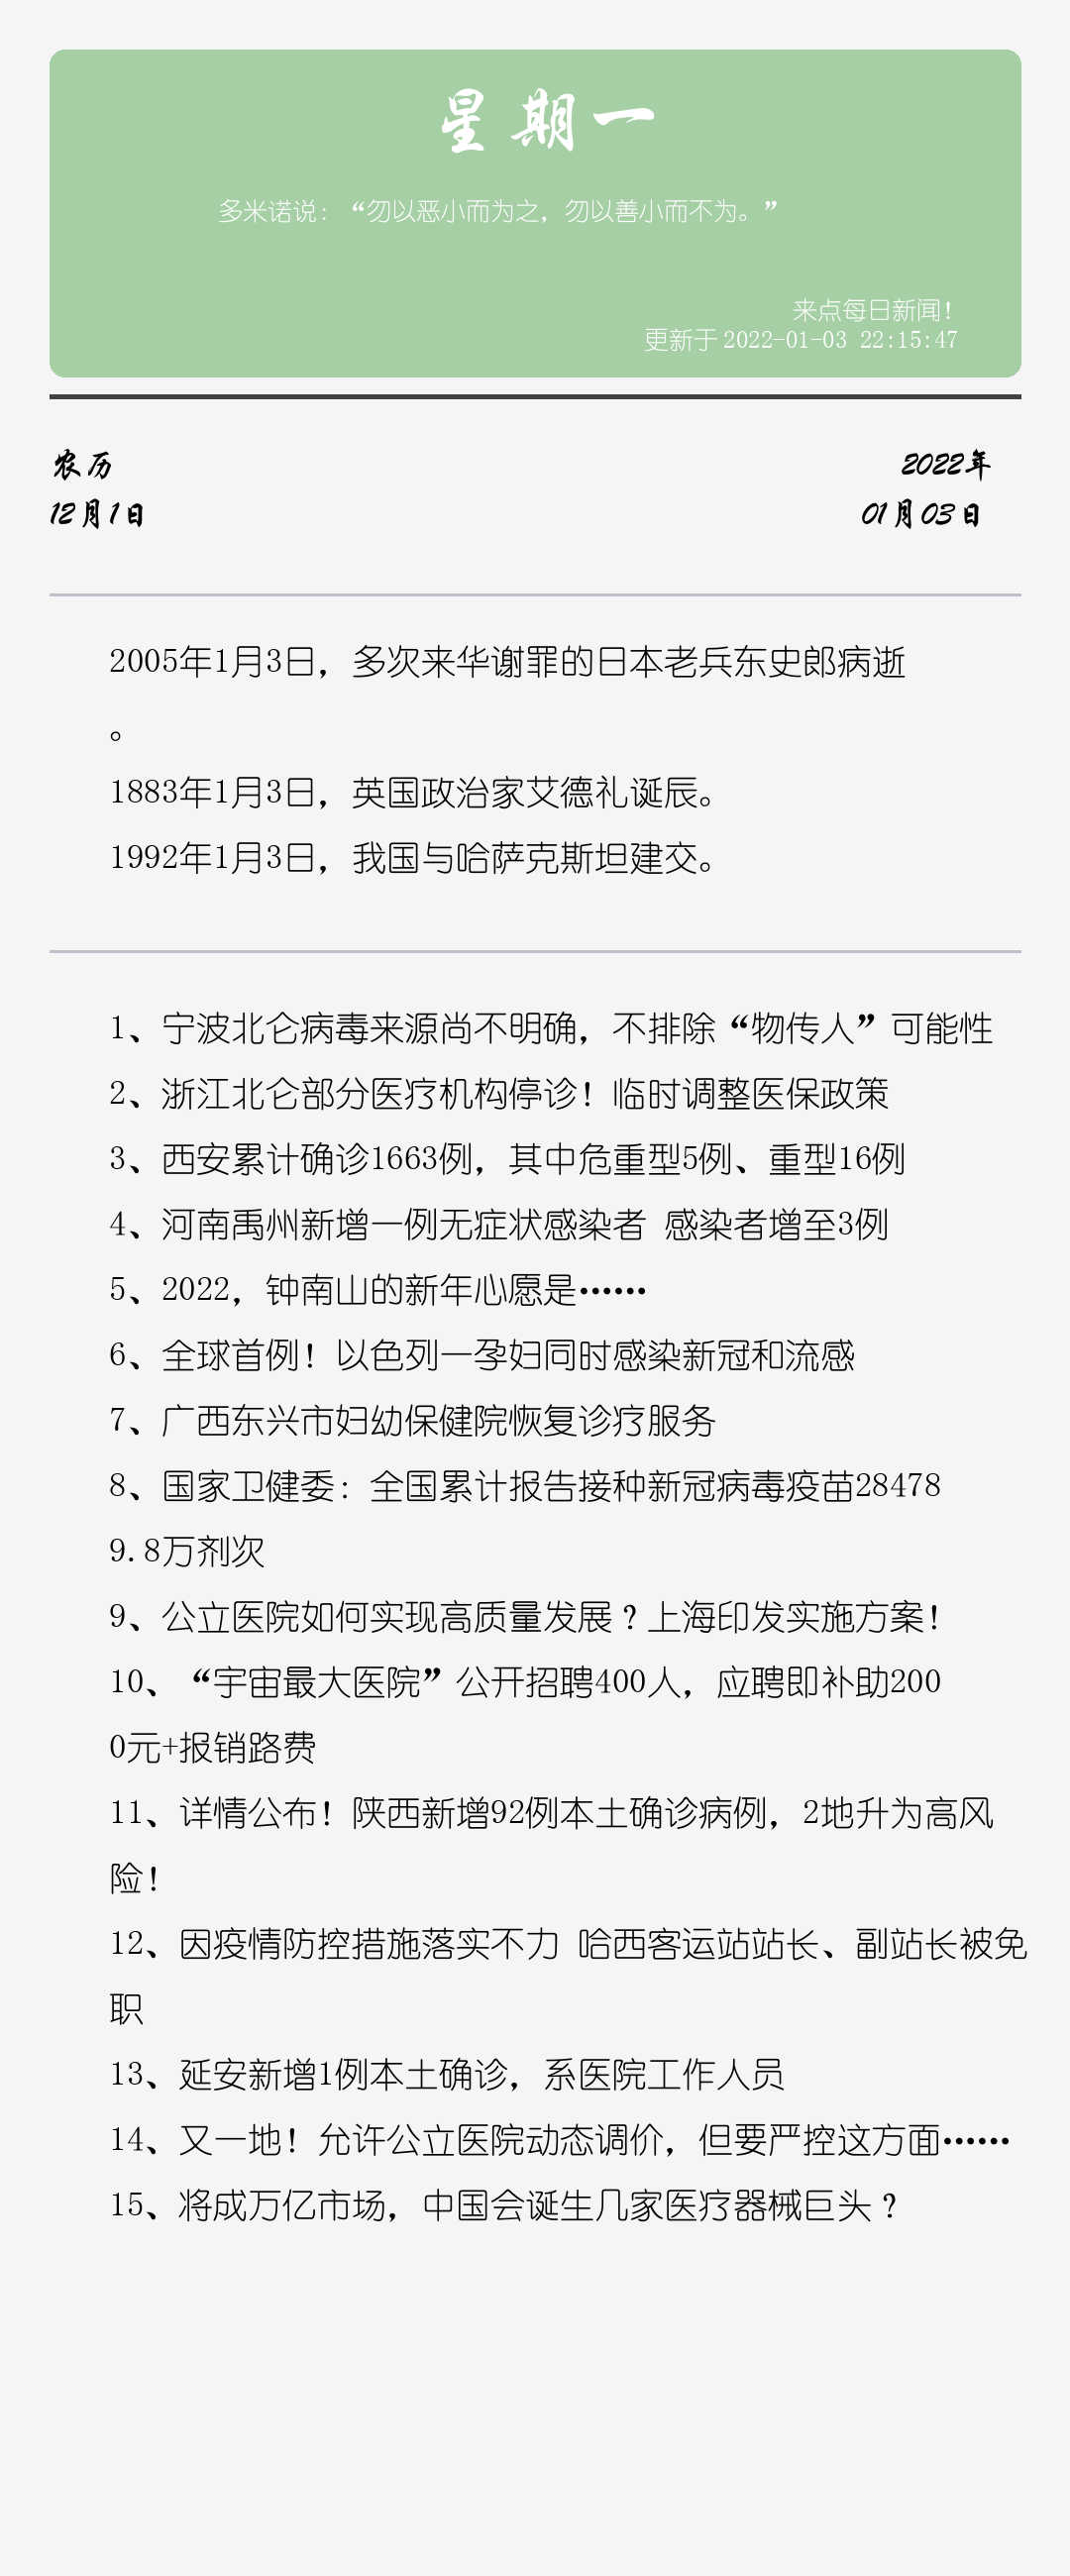 星期一
多米诺说：“勿以恶小而为之，勿以善小而不为。”
来点每日新闻！
更新于 2022-01-03 22:15:47
农历
2022年
12月1日
01月03日
2005年1月3日，多次来华谢罪的日本老兵东史郎病逝
。
1883年1月3日，英国政治家艾德礼诞辰。
1992年1月3日，我国与哈萨克斯坦建交。
1、宁波北仑病毒来源尚不明确，不排除“物传人”可能性
2、浙江北仑部分医疗机构停诊！临时调整医保政策
3、西安累计确诊1663例，其中危重型5例、重型16例
4、河南禹州新增一例无症状感染者 感染者增至3例
5、2022，钟南山的新年心愿是……
6、全球首例！以色列一孕妇同时感染新冠和流感
7、广西东兴市妇幼保健院恢复诊疗服务
8、国家卫健委：全国累计报告接种新冠病毒疫苗28478
9.8万剂次
9、公立医院如何实现高质量发展？上海印发实施方案！
10、“宇宙最大医院”公开招聘400人，应聘即补助200
0元+报销路费
11、详情公布！陕西新增92例本土确诊病例，2地升为高风
险！
12、因疫情防控措施落实不力 哈西客运站站长、副站长被免
职
13、延安新增1例本土确诊，系医院工作人员
14、又一地！允许公立医院动态调价，但要严控这方面……
15、将成万亿市场，中国会诞生几家医疗器械巨头？